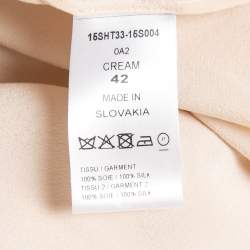 15SHT33-15S004
0A2
CREAM
42
MADE IN
SLOVAKIA
TISSU / GARMENT
100% SOIE / 100% SILK
TISSU 2 / GARMENT 2
100% SOIE / 100% SILK